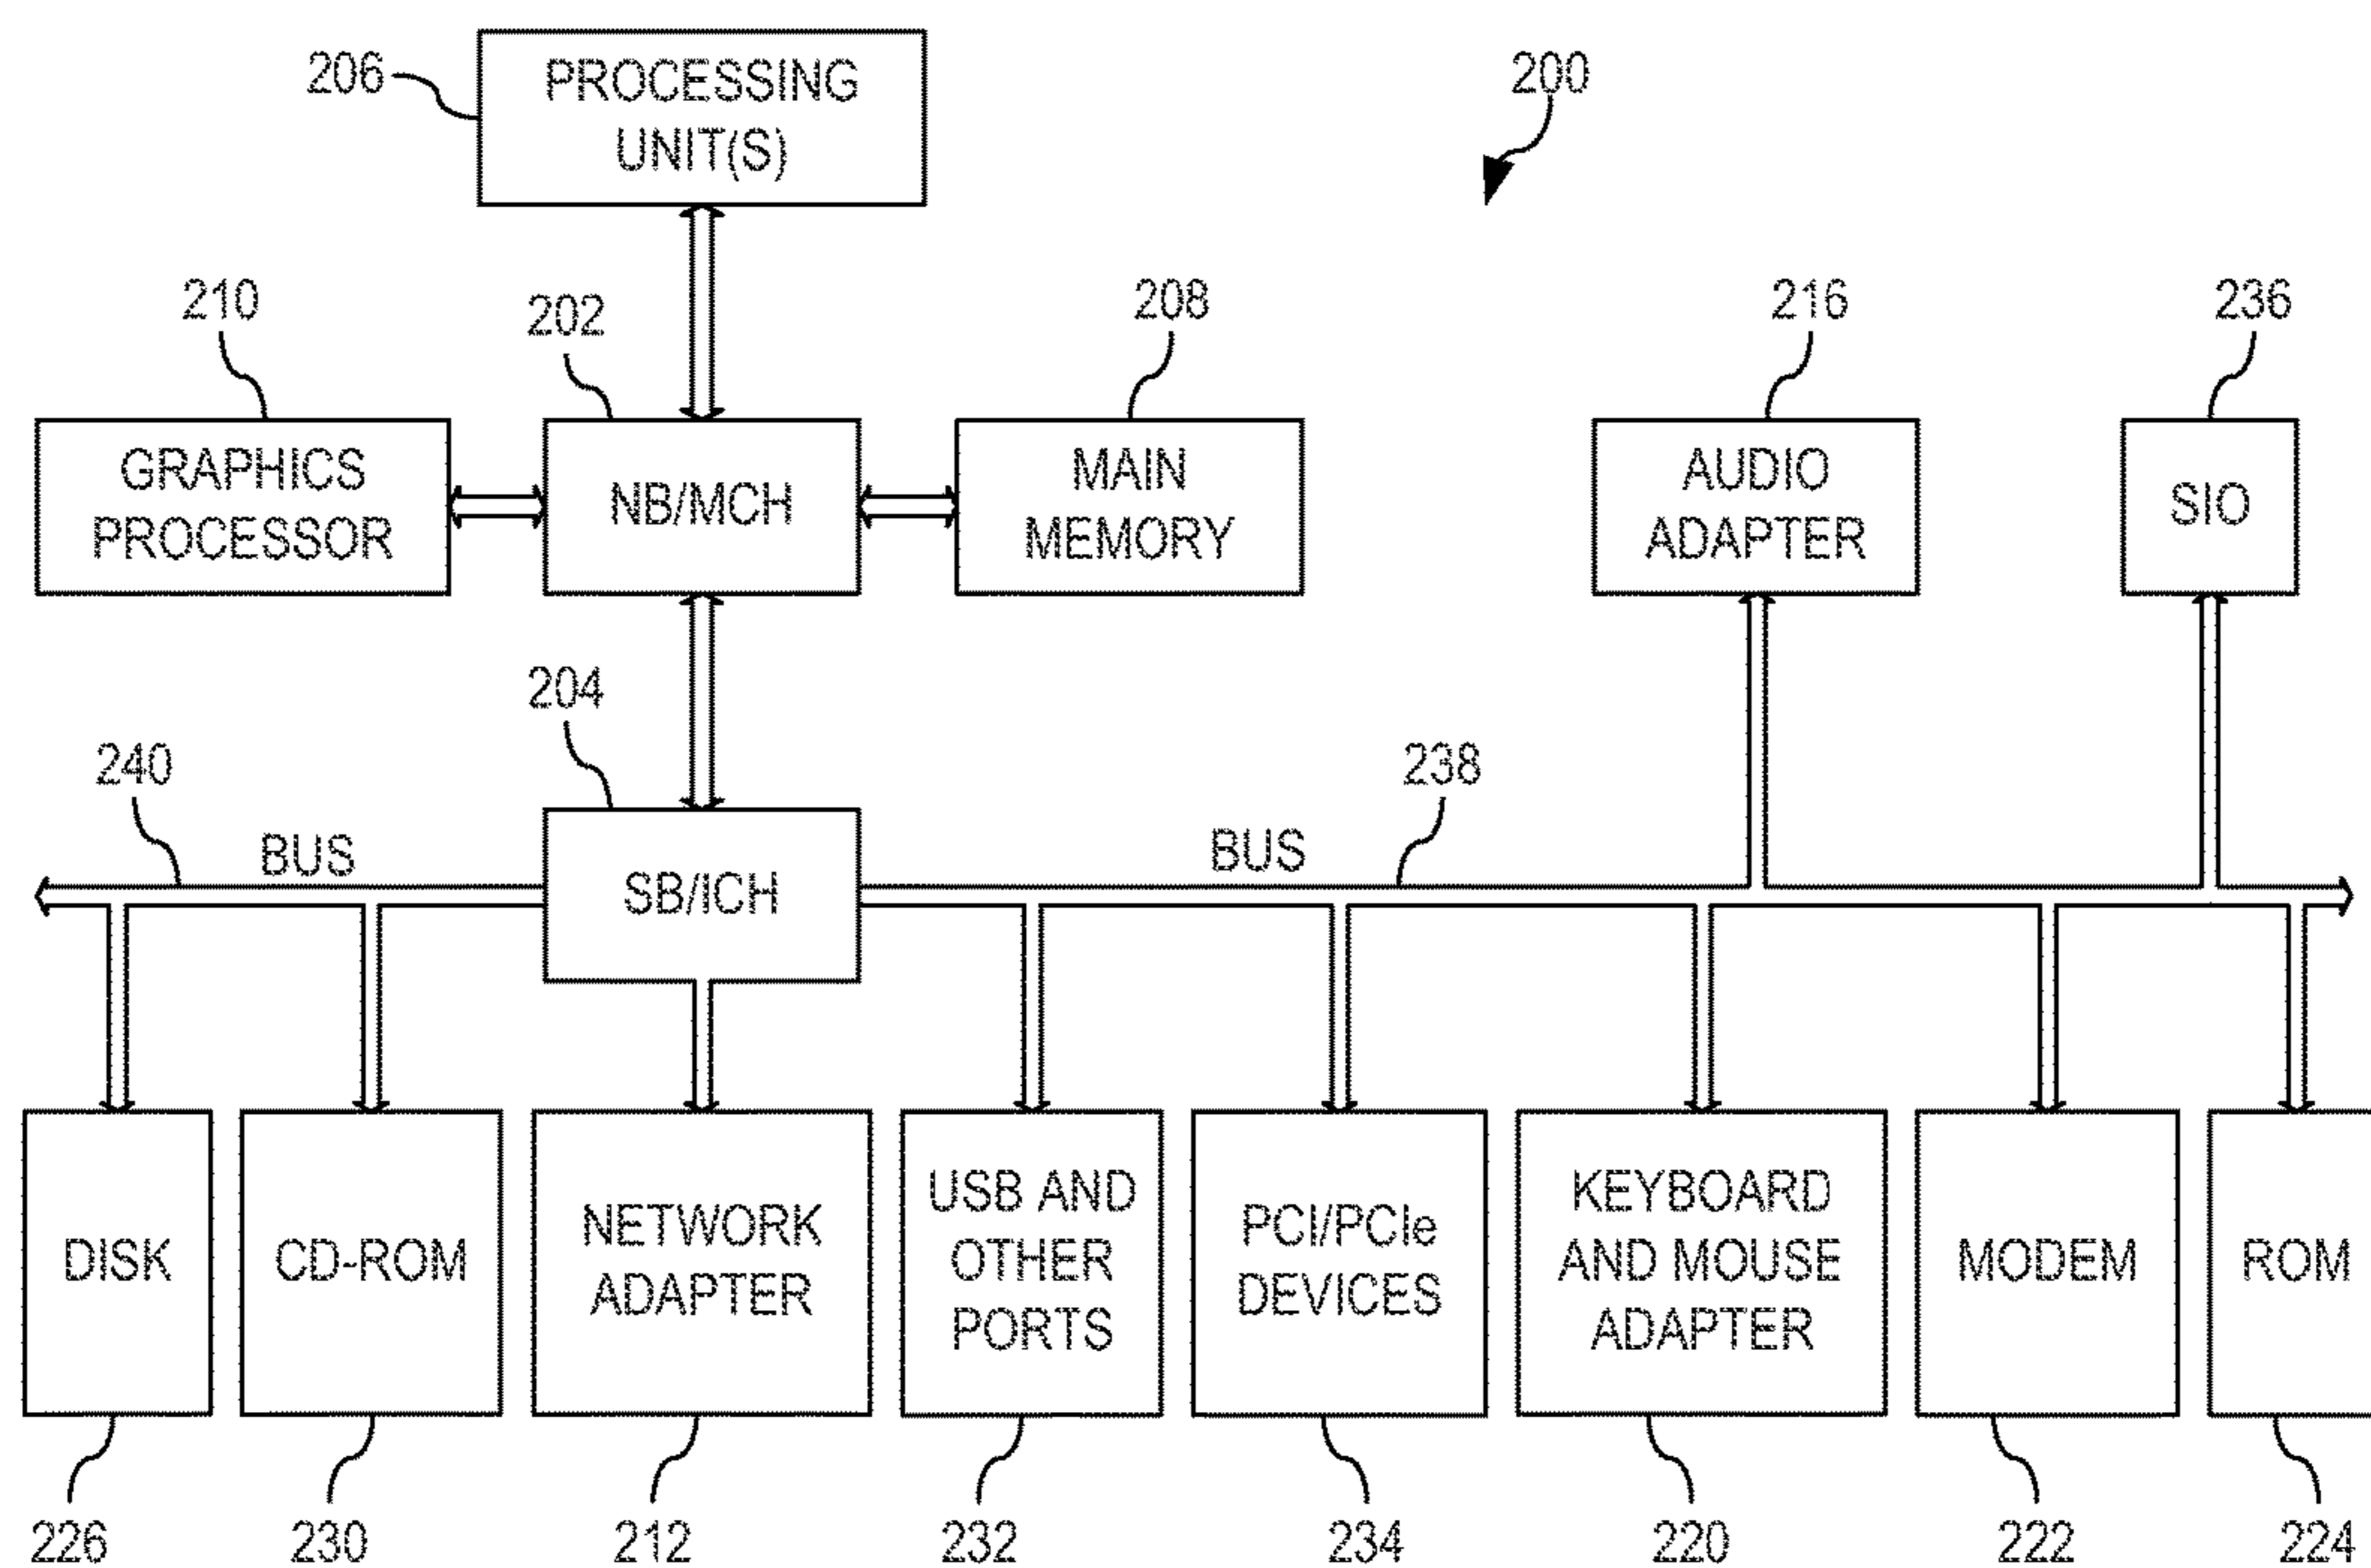 206
PROCESSING
UNIT(S)
200
210
202
208
216
236
GRAPHICS
PROCESSOR
NB/MCH
MAIN
MEMORY
AUDIO
ADAPTER
SIO
204
240
238
BUS
BUS
SB/ICH
DISK
CD-ROM
NETWORK
ADAPTER
USB AND
OTHER
PORTS
PCI/PCIe
DEVICES
KEYBOARD
AND MOUSE
ADAPTER
MODEM
ROM
226
230
212
232
234
220
222
224